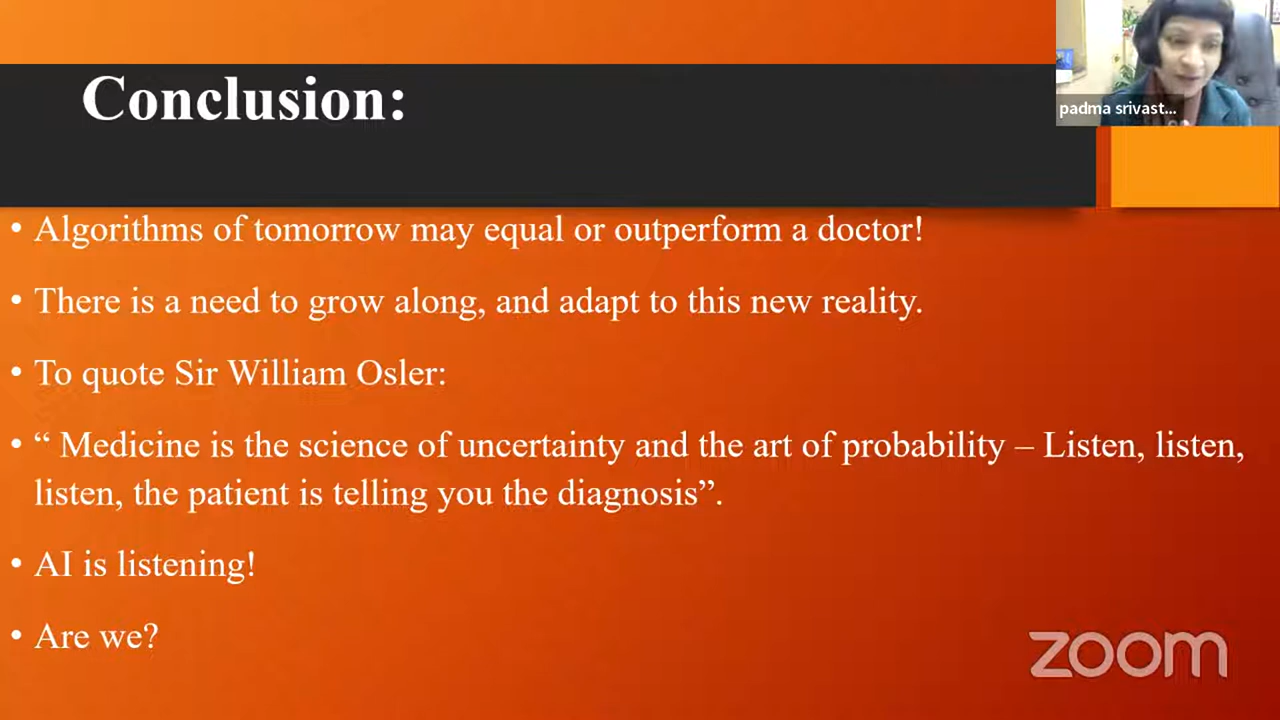 Conclusion:
padma srivast...
• Algorithms of tomorrow may equal or outperform a doctor!
• There is a need to grow along, and adapt to this new reality.
• To quote Sir William Osler:
• “ Medicine is the science of uncertainty and the art of probability – Listen, listen,
listen, the patient is telling you the diagnosis”.
• AI is listening!
• Are we?
zoom